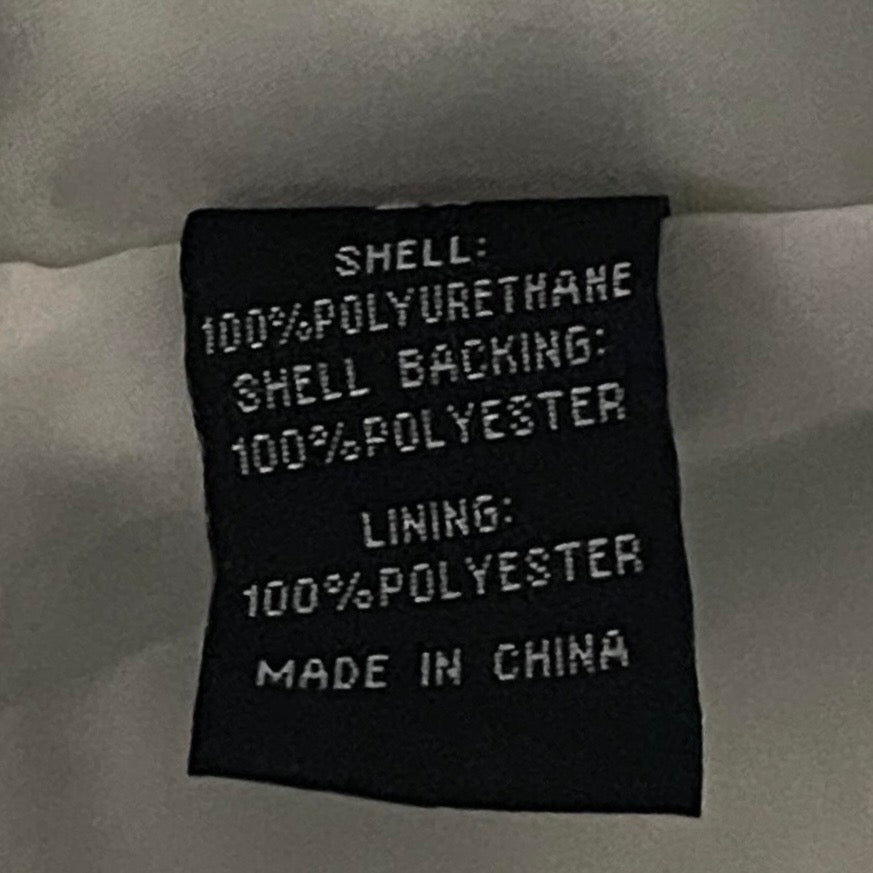 SHELL:
100%POLYURETHANE
SHELL BACKING:
100%POLYESTER
LINING:
100%POLYESTER
MADE IN CHINA